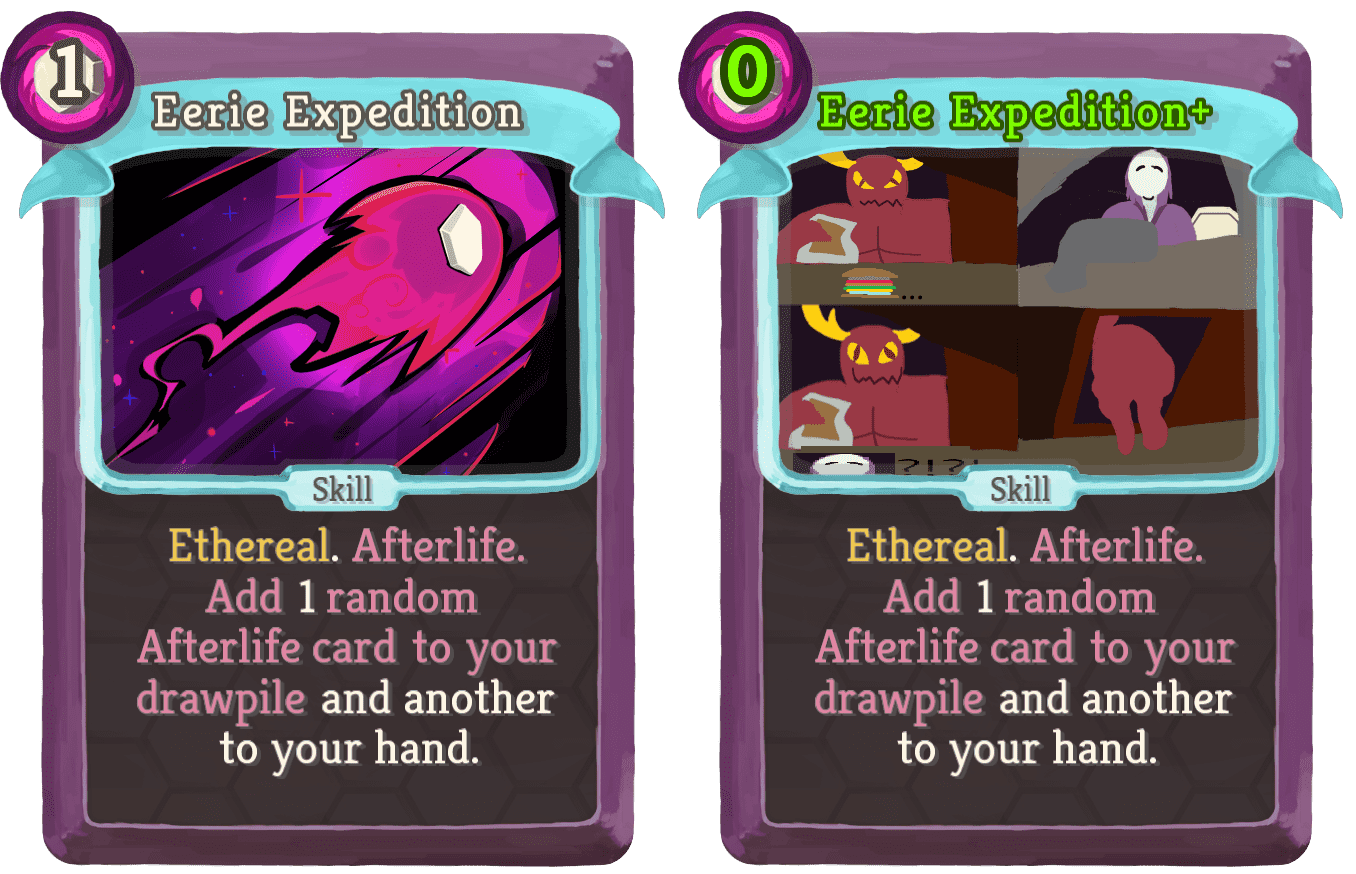 1
Eerie Expedition
Skill
Ethereal. Afterlife.
Add 1 random
Afterlife card to your
drawpile and another
to your hand.
0
Eerie Expedition+
...
?!?!
Skill
Ethereal. Afterlife.
Add 1 random
Afterlife card to your
drawpile and another
to your hand.